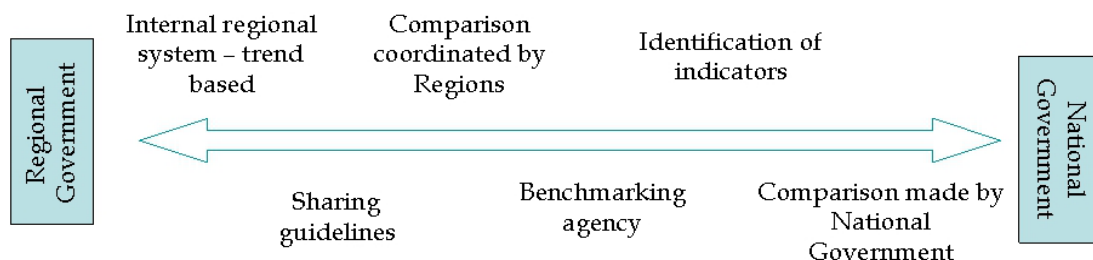 Regional
Government
Internal regional
system – trend
based
Comparison
coordinated by
Regions
Identification of
indicators
Sharing
guidelines
Benchmarking
agency
Comparison made by
National
Government
National
Government